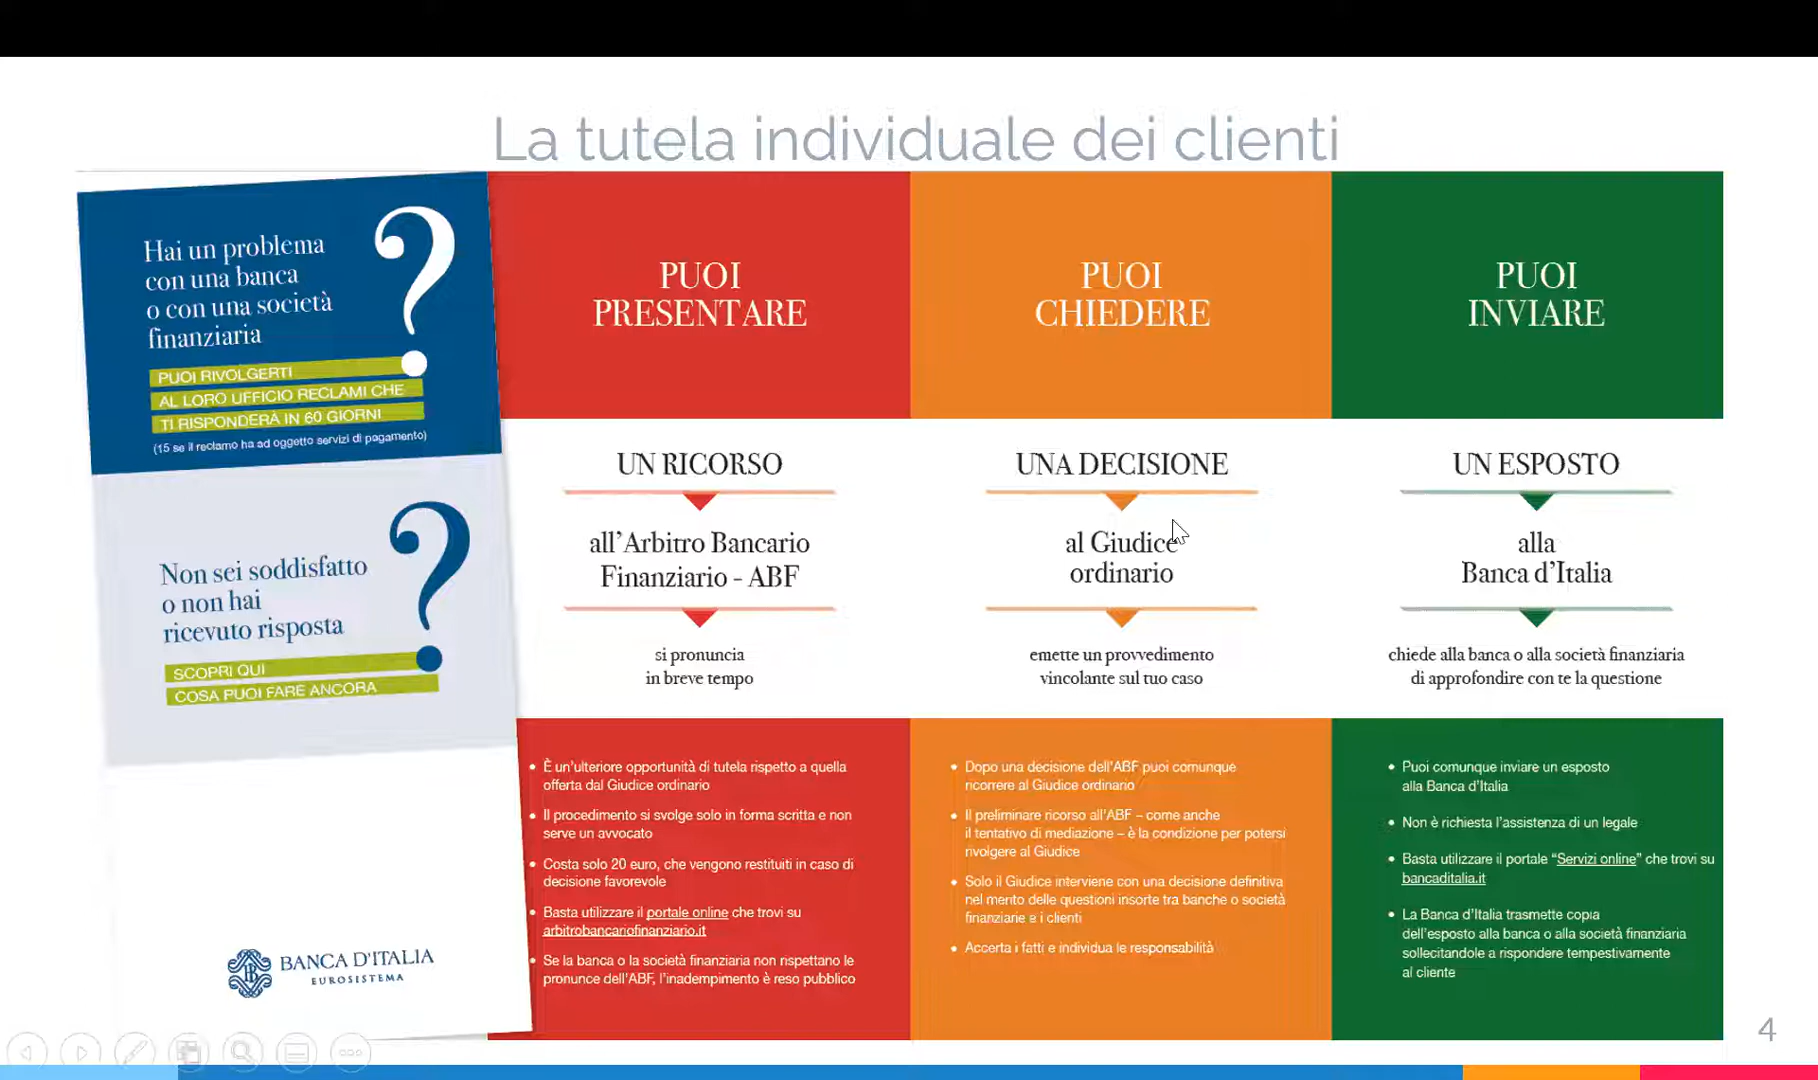 La tutela individuale dei clienti
Hai un problema
con una banca
o con una società
finanziaria
?
PUOI RIVOLGERTI
AL LORO UFFICIO RECLAMI CHE
TI RISPONDERÀ IN 60 GIORNI
(15 se il reclamo ha ad oggetto servizi di pagamento)
Non sei soddisfatto
o non hai
ricevuto risposta
?
SCOPRI QUI
COSA PUOI FARE ANCORA
BANCA D'ITALIA
EUROSISTEMA
PUOI
PRESENTARE
UN RICORSO
all'Arbitro Bancario
Finanziario - ABF
si pronuncia
in breve tempo
• È un'ulteriore opportunità di tutela rispetto a quella
offerta dal Giudice ordinario
• Il procedimento si svolge solo in forma scritta e non
serve un avvocato
• Costa solo 20 euro, che vengono restituiti in caso di
decisione favorevole
• Basta utilizzare il portale online che trovi su
arbitrobancariofinanziario.it
• Se la banca o la società finanziaria non rispettano le
pronunce dell'ABF, l'inadempimento è reso pubblico
PUOI
CHIEDERE
UNA DECISIONE
al Giudice
ordinario
emette un provvedimento
vincolante sul tuo caso
• Dopo una decisione dell'ABF puoi comunque
ricorrere al Giudice ordinario
• Il preliminare ricorso all'ABF – come anche
il tentativo di mediazione – è la condizione per potersi
rivolgere al Giudice
• Solo il Giudice interviene con una decisione definitiva
nel merito delle questioni insorte tra banche o società
finanziarie e i clienti
• Accerta i fatti e individua le responsabilità
PUOI
INVIARE
UN ESPOSTO
alla
Banca d'Italia
chiede alla banca o alla società finanziaria
di approfondire con te la questione
• Puoi comunque inviare un esposto
alla Banca d'Italia
• Non è richiesta l'assistenza di un legale
• Basta utilizzare il portale "Servizi online" che trovi su
bancaditalia.it
• La Banca d'Italia trasmette copia
dell'esposto alla banca o alla società finanziaria
sollecitandole a rispondere tempestivamente
al cliente
4